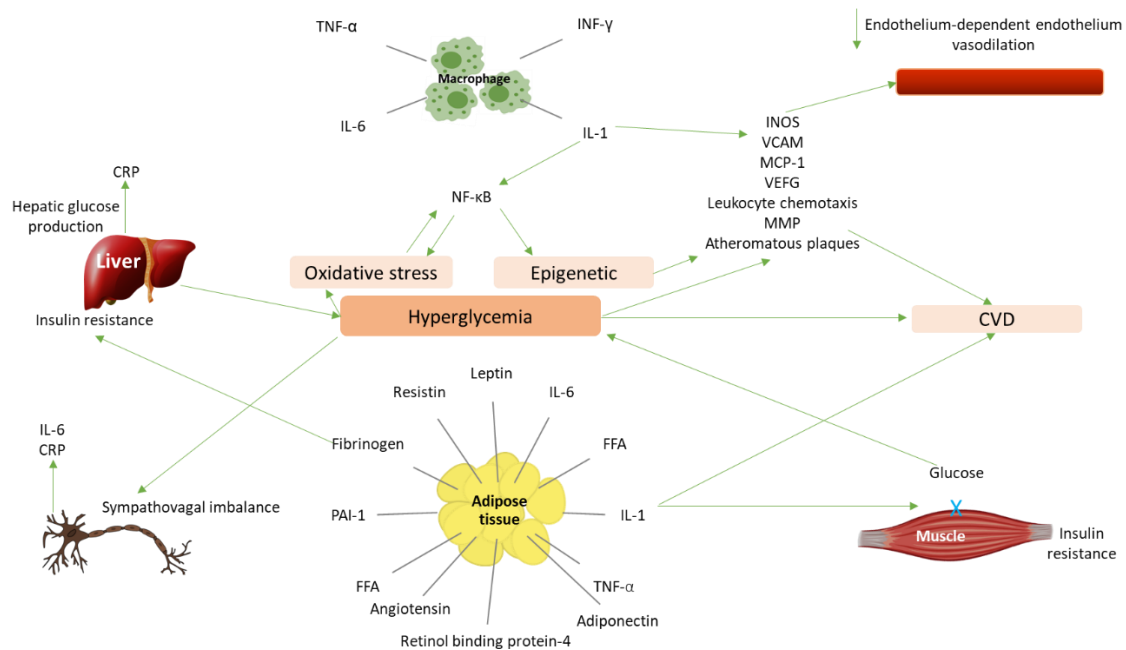 TNF-α
INF-γ
Macrophage
IL-6
IL-1
Endothelium-dependent endothelium
vasodilation
INOS
VCAM
MCP-1
VEFG
Leukocyte chemotaxis
MMP
Atheromatous plaques
CRP
Hepatic glucose
production
Liver
Insulin resistance
NF-κB
Oxidative stress
Epigenetic
Hyperglycemia
CVD
Leptin
Resistin
IL-6
Fibrinogen
FFA
Adipose
tissue
PAI-1
IL-1
FFA
TNF-α
Angiotensin
Adiponectin
Retinol binding protein-4
IL-6
CRP
Sympathovagal imbalance
Glucose
X
Muscle
Insulin
resistance